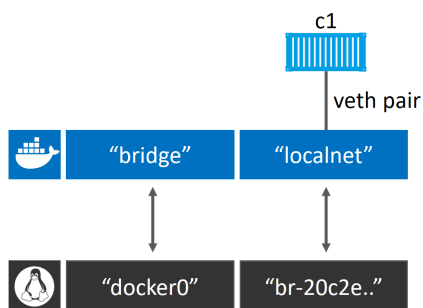 c1
veth pair
“bridge”
“localnet”
“docker0”
“br-20c2e..”